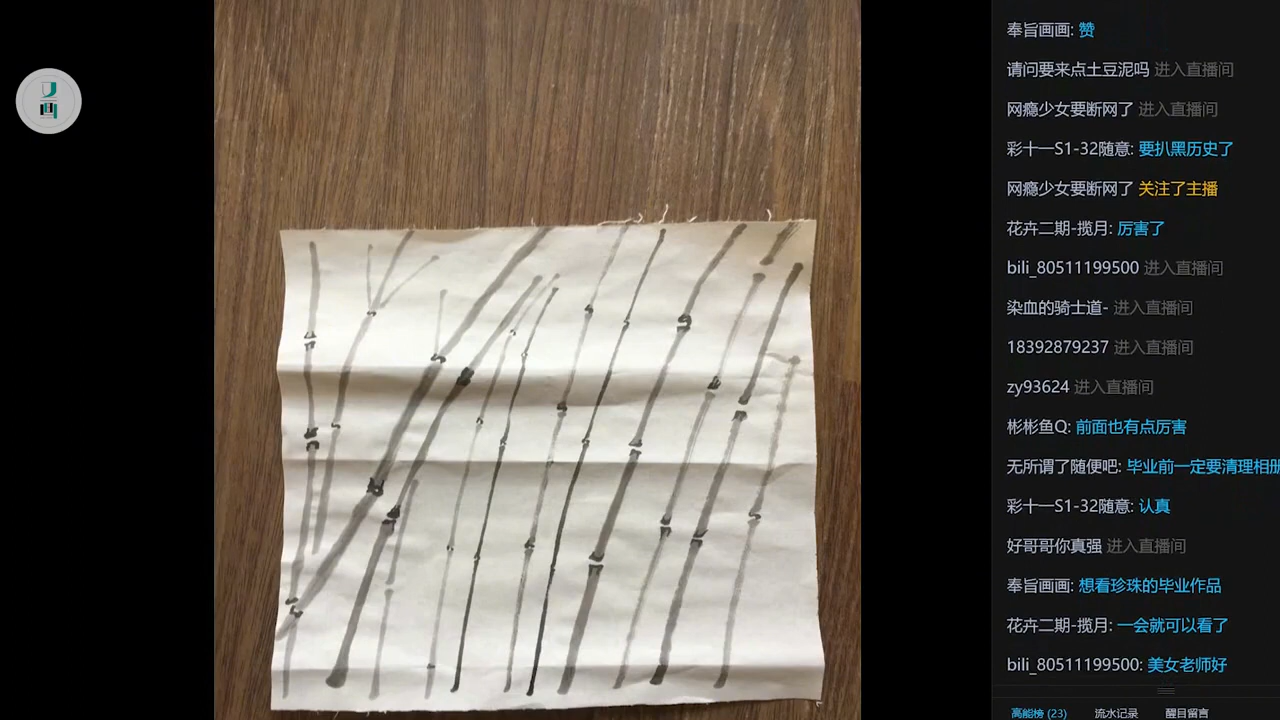 奉旨画画: 赞
请问要来点土豆泥吗 进入直播间
网瘾少女要断网了 进入直播间
彩十一S1-32随意: 要扒黑历史了
网瘾少女要断网了 关注了主播
花卉二期-揽月: 厉害了
bili_80511199500 进入直播间
染血的骑士道- 进入直播间
18392879237 进入直播间
zy93624 进入直播间
彬彬鱼Q: 前面也有点厉害
无所谓了随便吧: 毕业前一定要清理相册
彩十一S1-32随意: 认真
好哥哥你真强 进入直播间
奉旨画画: 想看珍珠的毕业作品
花卉二期-揽月: 一会就可以看了
bili_80511199500: 美女老师好
高能榜 (23) 流水记录 醒目留言